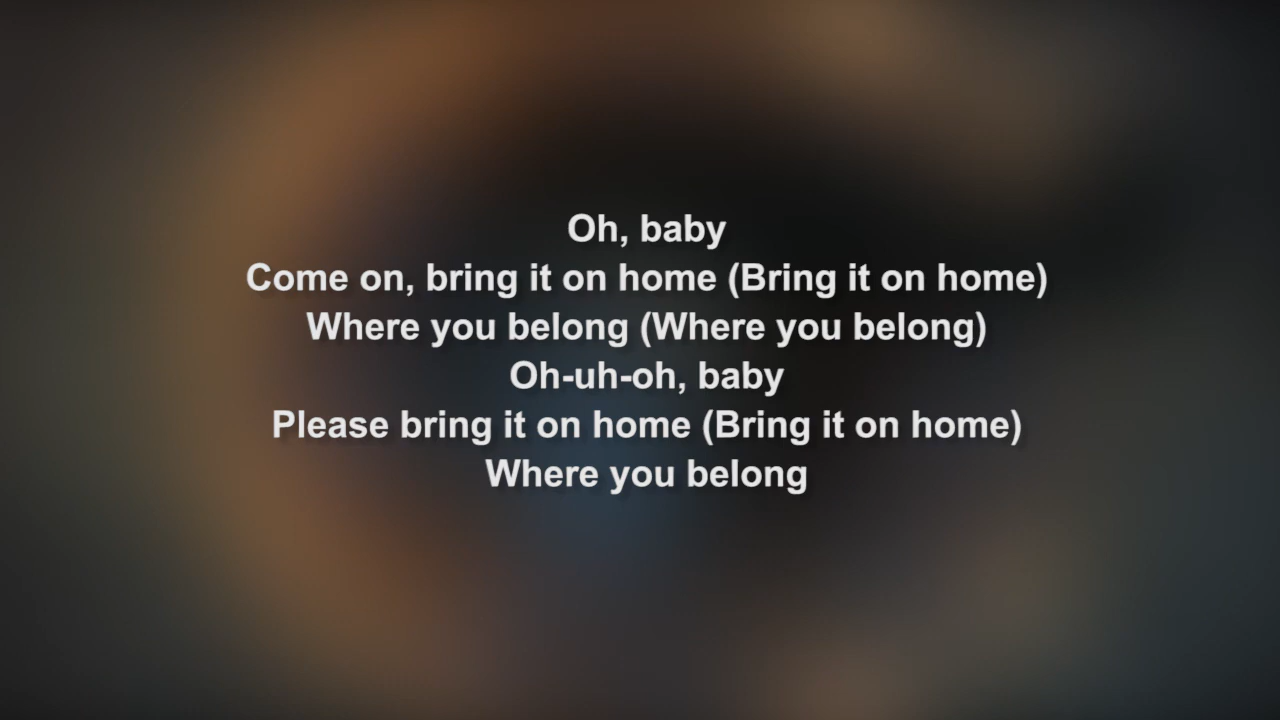 Oh, baby
Come on, bring it on home (Bring it on home)
Where you belong (Where you belong)
Oh-uh-oh, baby
Please bring it on home (Bring it on home)
Where you belong